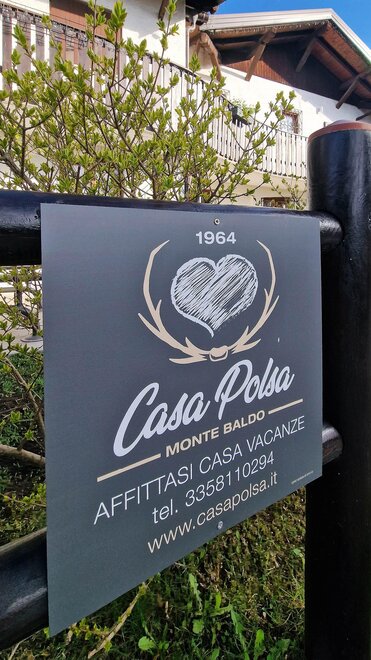 1964
Casa Polsa
MONTE BALDO
AFFITTASI CASA VACANZE
tel. 3358110294
www.casapolsa.it